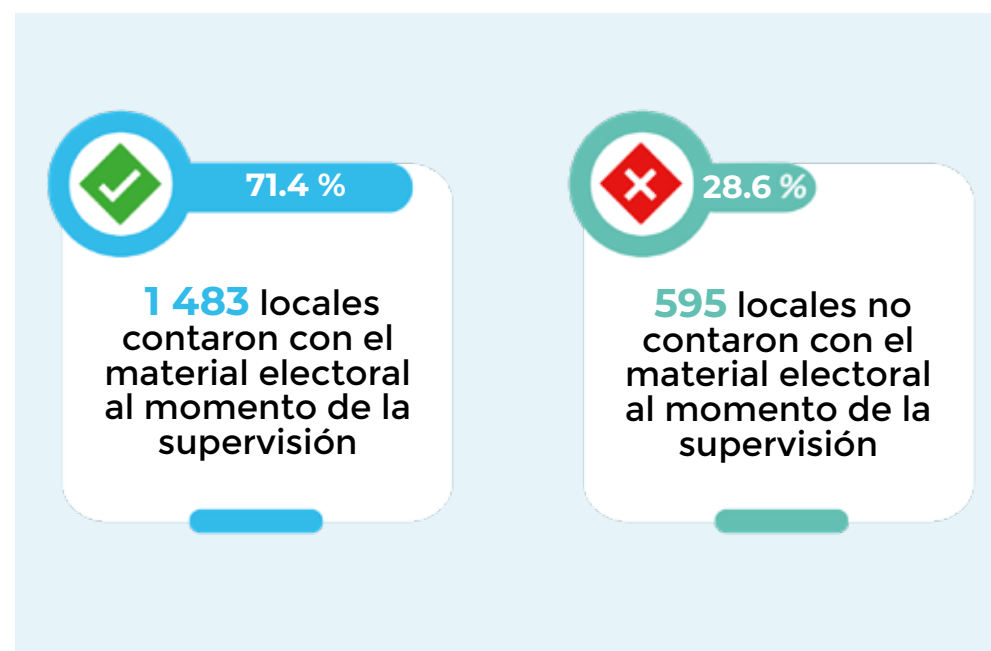 71.4 %
1 483 locales
contaron con el
material electoral
al momento de la
supervisión
28.6 %
595 locales no
contaron con el
material electoral
al momento de la
supervisión